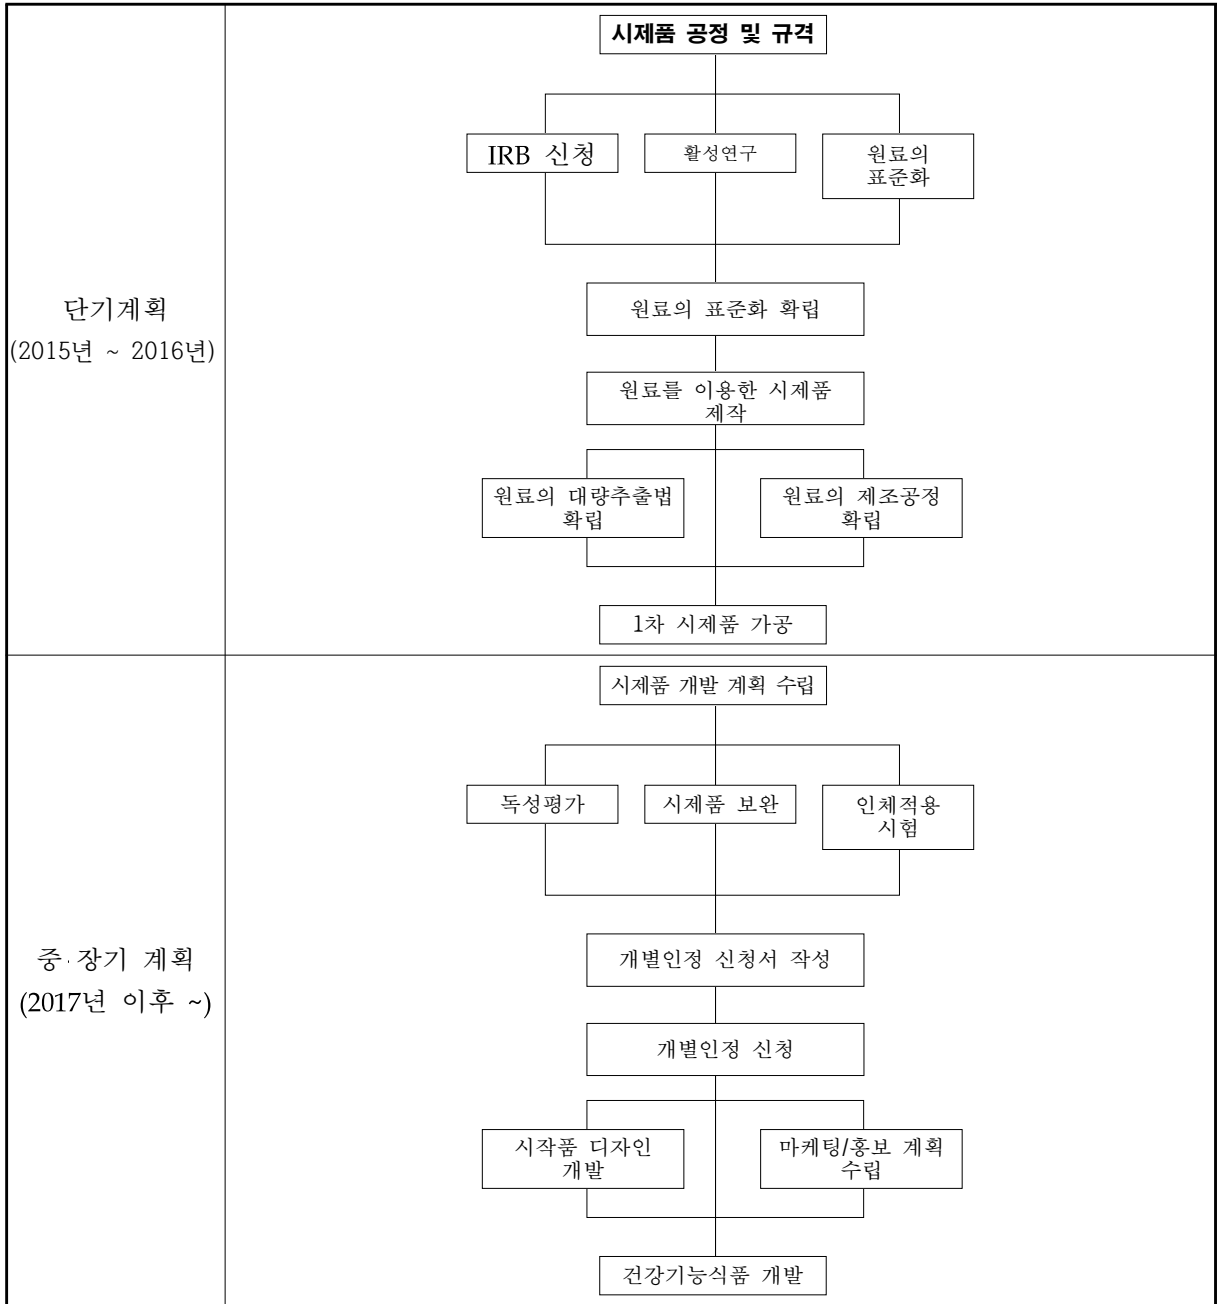 시제품 공정 및 규격
IRB 신청
활성연구
원료의
표준화
원료의 표준화 확립
단기계획
(2015년 ~ 2016년)
원료를 이용한 시제품
제작
원료의 대량추출법
확립
원료의 제조공정
확립
1차 시제품 가공
시제품 개발 계획 수립
독성평가
시제품 보완
인체적용
시험
중·장기 계획
(2017년 이후 ~)
개별인정 신청서 작성
개별인정 신청
시작품 디자인
개발
마케팅/홍보 계획
수립
건강기능식품 개발